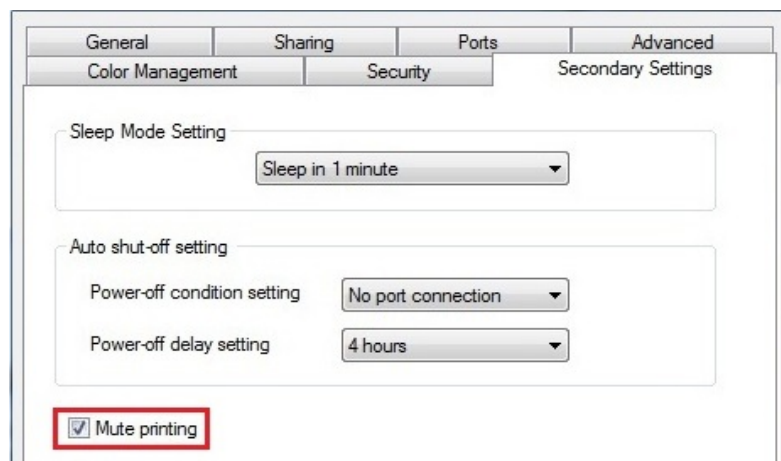 General Sharing Ports Advanced
Color Management Security Secondary Settings
Sleep Mode Setting
Sleep in 1 minute
Auto shut-off setting
Power-off condition setting No port connection
Power-off delay setting 4 hours
Mute printing